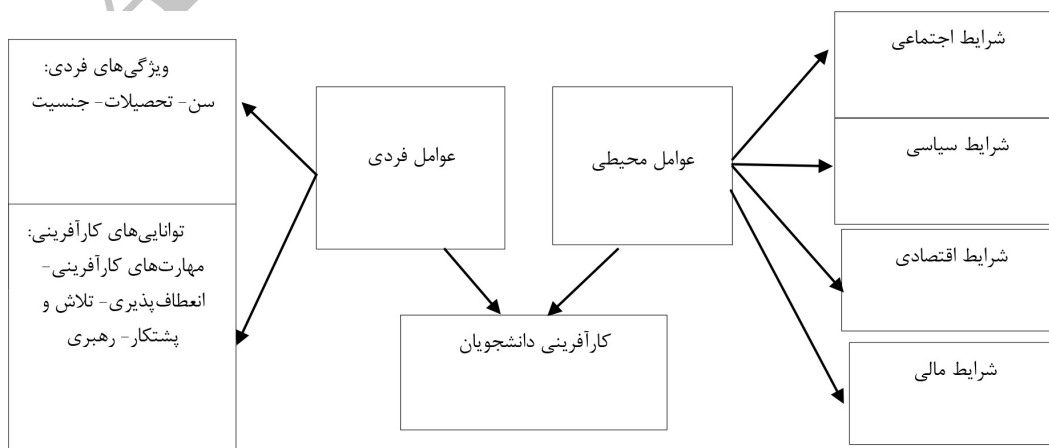 شرایط اجتماعی
شرایط سیاسی
شرایط اقتصادی
شرایط مالی
عوامل محیطی
عوامل فردی
ویژگی‌های فردی:
سن- تحصیلات- جنسیت
توانایی‌های کارآفرینی:
مهارت‌های کارآفرینی-
انعطاف‌پذیری- تلاش و
پشتکار- رهبری
کارآفرینی دانشجویان